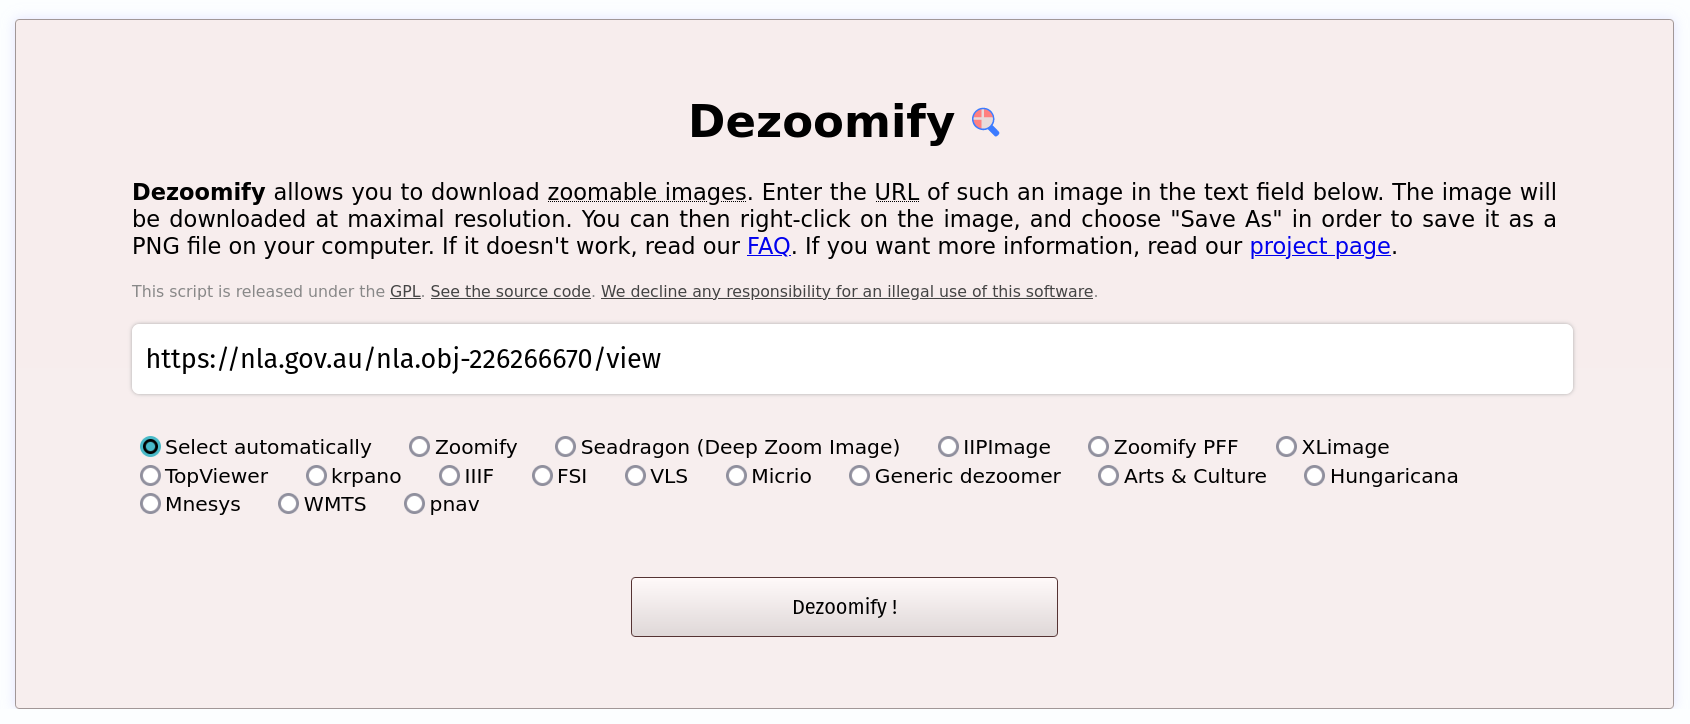 Dezoomify
Dezoomify allows you to download zoomable images. Enter the URL of such an image in the text field below. The image will
be downloaded at maximal resolution. You can then right-click on the image, and choose "Save As" in order to save it as a
PNG file on your computer. If it doesn't work, read our FAQ. If you want more information, read our project page.
This script is released under the GPL. See the source code. We decline any responsibility for an illegal use of this software.
https://nla.gov.au/nla.obj-226266670/view
Select automatically Zoomify Seadragon (Deep Zoom Image) IIPImage Zoomify PFF XLimage
TopViewer krpano IIIF FSI VLS Micrio Generic dezoomer Arts & Culture Hungaricana
Mnesys WMTS pnav
Dezoomify !